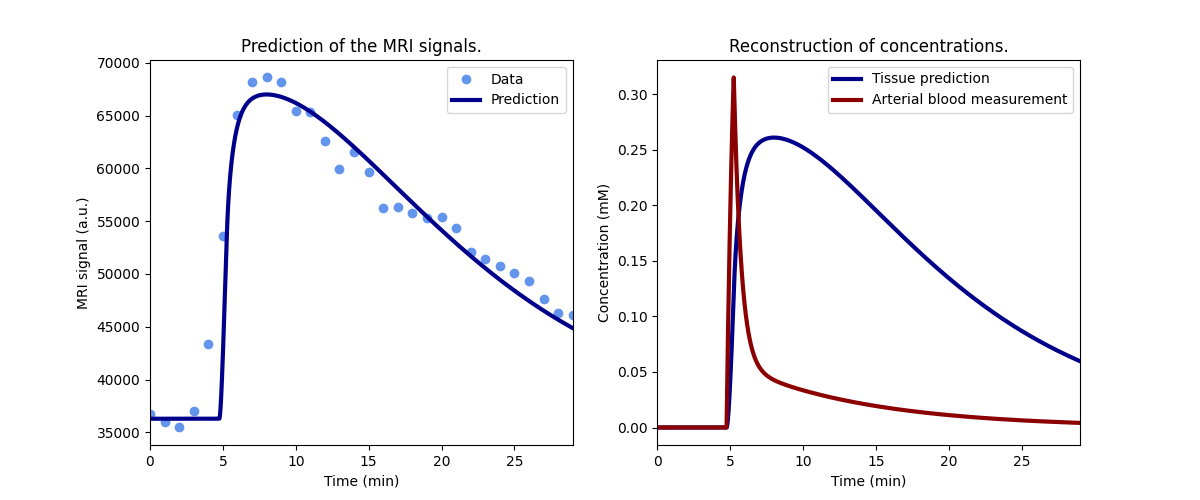 Prediction of the MRI signals.
MRI signal (a.u.)
70000
65000
60000
55000
50000
45000
40000
35000
Data
Prediction
0
5
10
15
20
25
Time (min)
Reconstruction of concentrations.
Concentration (mM)
0.30
0.25
0.20
0.15
0.10
0.05
0.00
Tissue prediction
Arterial blood measurement
0
5
10
15
20
25
Time (min)